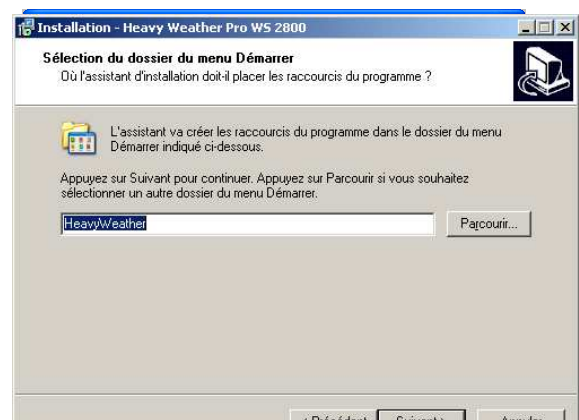 Installation - Heavy Weather Pro WS 2800
Sélection du dossier du menu Démarrer
Où l'assistant d'installation doit-il placer les raccourcis du programme ?
L'assistant va créer les raccourcis du programme dans le dossier du menu
Démarrer indiqué ci-dessous.
Appuyez sur Suivant pour continuer. Appuyez sur Parcourir si vous souhaitez
sélectionner un autre dossier du menu Démarrer.
HeavyWeather
Parcourir...
< Précédent Suivant > Annuler